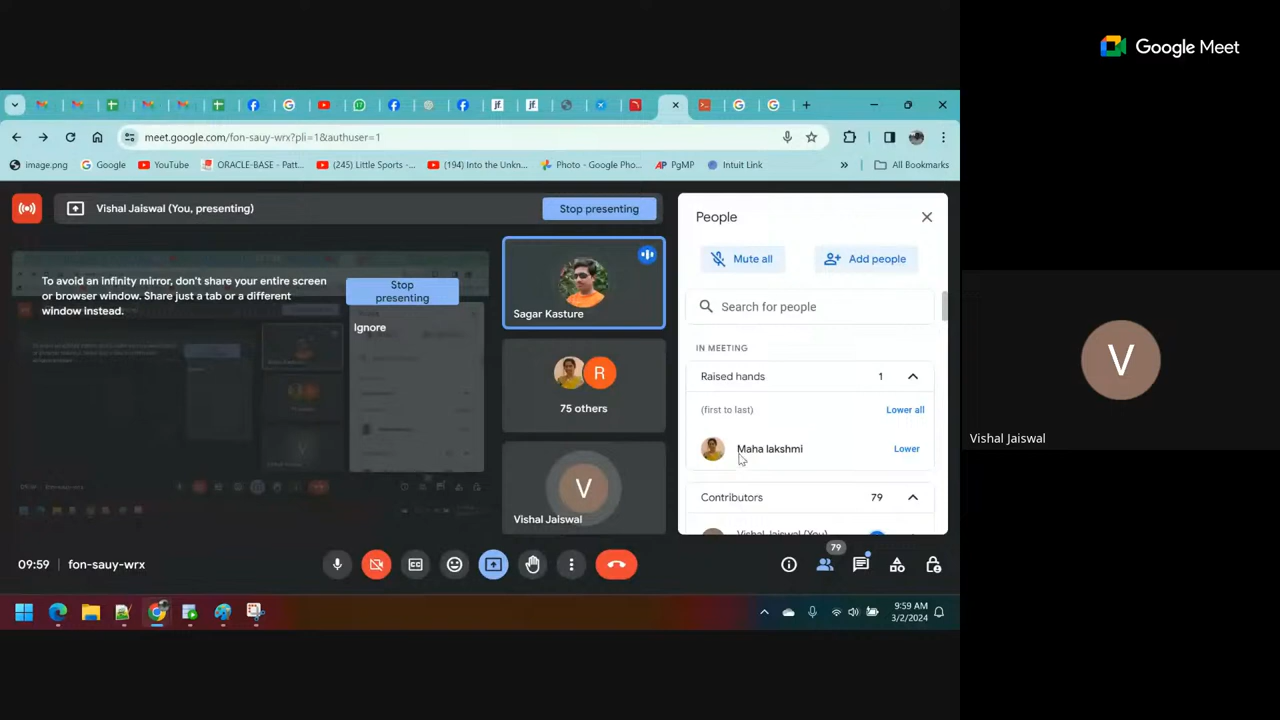 Google Meet
meet.google.com/fon-sauy-wrx?pli=1&authuser=1
image.png
Google
YouTube
ORACLE-BASE - Patt...
(245) Little Sports -...
(194) Into the Unkn...
Photo - Google Pho...
AP PgMP
Intuit Link
»
All Bookmarks
Vishal Jaiswal (You, presenting)
Stop presenting
To avoid an infinity mirror, don't share your entire screen
or browser window. Share just a tab or a different
window instead.
Stop
presenting
Ignore
Sagar Kasture
R
75 others
V
Vishal Jaiswal
People
Mute all
Add people
Search for people
IN MEETING
Raised hands 1
(first to last) Lower all
Maha lakshmi Lower
Contributors 79
Vishal Jaiswal (You)
09:59 | fon-sauy-wrx
79
9:59 AM
3/2/2024
V
Vishal Jaiswal